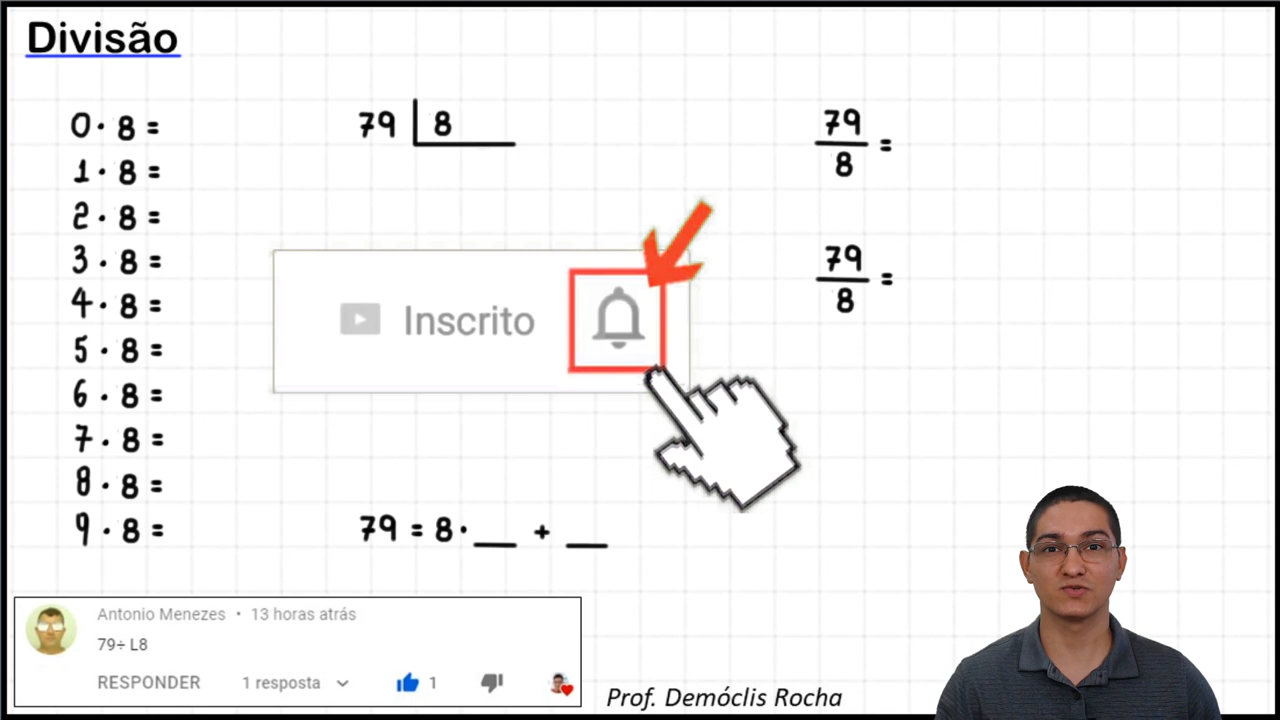 Divisão
0 · 8 =
1 · 8 =
2 · 8 =
3 · 8 =
4 · 8 =
5 · 8 =
6 · 8 =
7 · 8 =
8 · 8 =
9 · 8 =
79 8
Inscrito
79 = 8 · __ + __
79
8 =
79
8 =
Antonio Menezes • 13 horas atrás
79÷ L8
RESPONDER 1 resposta 1
Prof. Demóclis Rocha